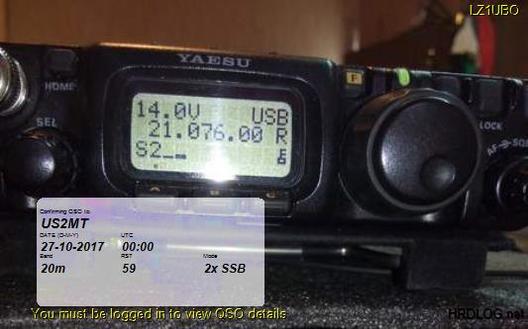 LZ1UBO
YAESU
HOME
F
14.0V USB
21.076.00 R
S2
LOCK
SEL
AF-SQL
A B C
Confirming QSO to:
US2MT
DATE (D-M-Y) UTC
27-10-2017 00:00
Band RST Mode
20m 59 2x SSB
You must be logged in to view QSO details
HRDLOG.net